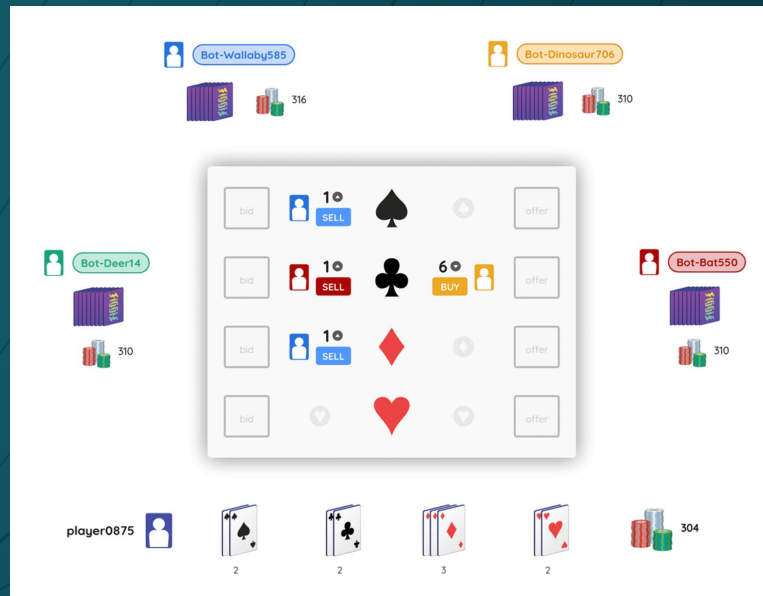 Bot-Wallaby585
Bot-Dinosaur706
316
310
bid
1
SELL
offer
Bot-Deer14
Bot-Bat550
bid
1
SELL
6
BUY
offer
310
310
bid
1
SELL
offer
bid
offer
player0875
304
2
2
3
2